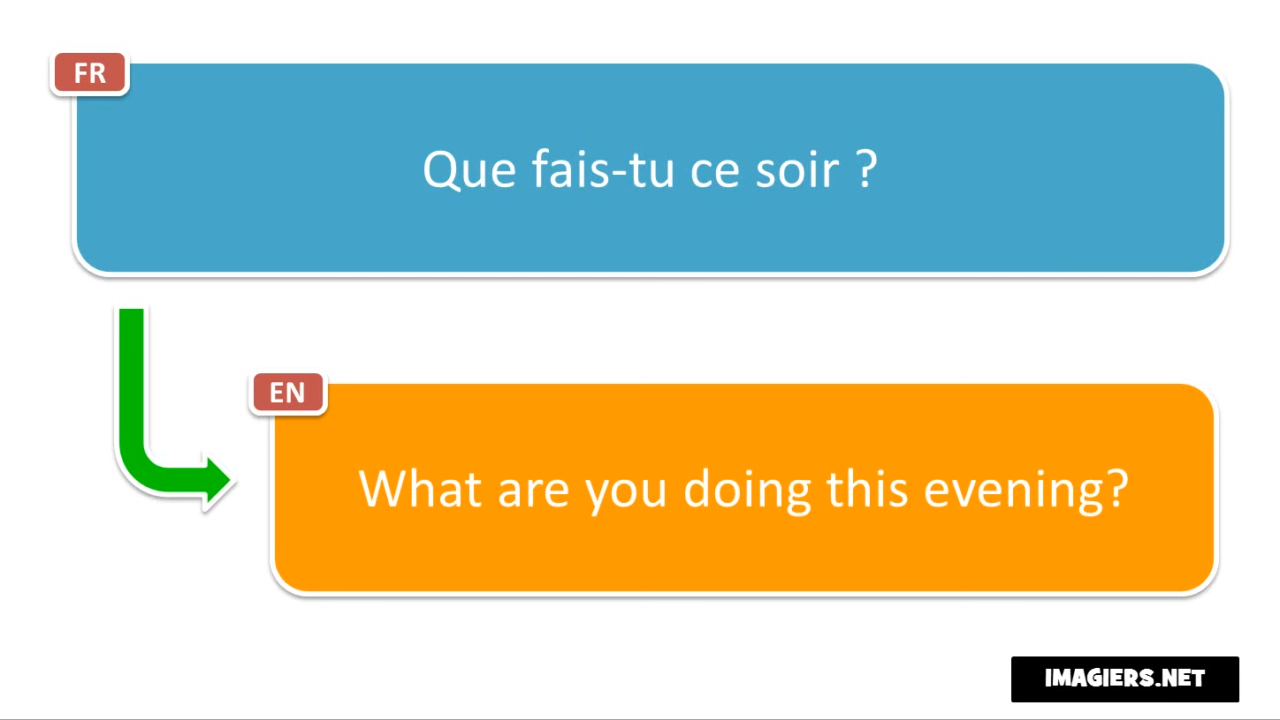 FR
Que fais-tu ce soir ?
EN
What are you doing this evening?
IMAGIERS.NET